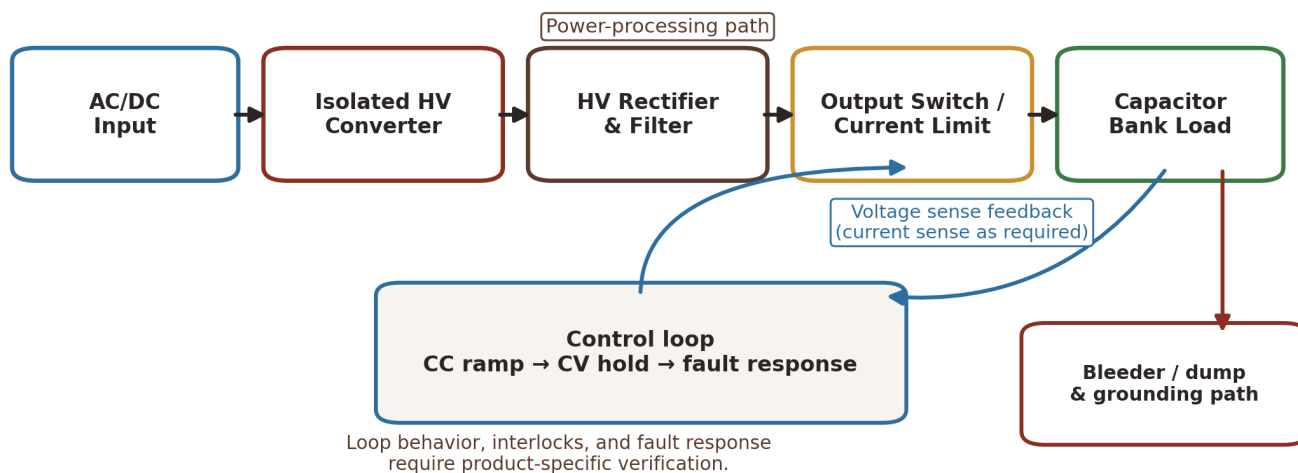 Power-processing path
AC/DC
Input
Isolated HV
Converter
HV Rectifier
& Filter
Output Switch /
Current Limit
Capacitor
Bank Load
Voltage sense feedback
(current sense as required)
Control loop
CC ramp → CV hold → fault response
Bleeder / dump
& grounding path
Loop behavior, interlocks, and fault response
require product-specific verification.